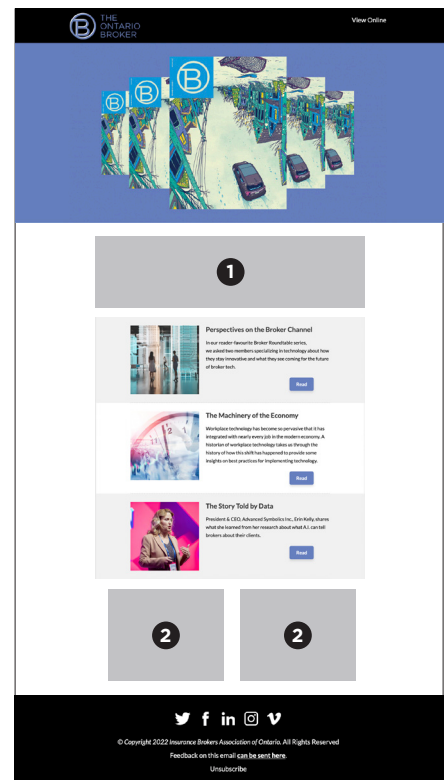 THE
ONTARIO
BROKER
View Online
1
Perspectives on the Broker Channel
In our reader-favourite Broker Roundtable series,
we asked two members specializing in technology about how
they stay innovative and what they see coming for the future
of broker tech.
Read
The Machinery of the Economy
Workplace technology has become so pervasive that it has
integrated with nearly every job in the modern economy. A
historian of workplace technology takes us through the
history of how this shift has happened to provide some
insights on best practices for implementing technology.
Read
The Story Told by Data
President & CEO, Advanced Symbolics Inc., Erin Kelly, shares
what she learned from her research about what A.I. can tell
brokers about their clients.
Read
2 2
© Copyright 2022 Insurance Brokers Association of Ontario. All Rights Reserved
Feedback on this email can be sent here.
Unsubscribe